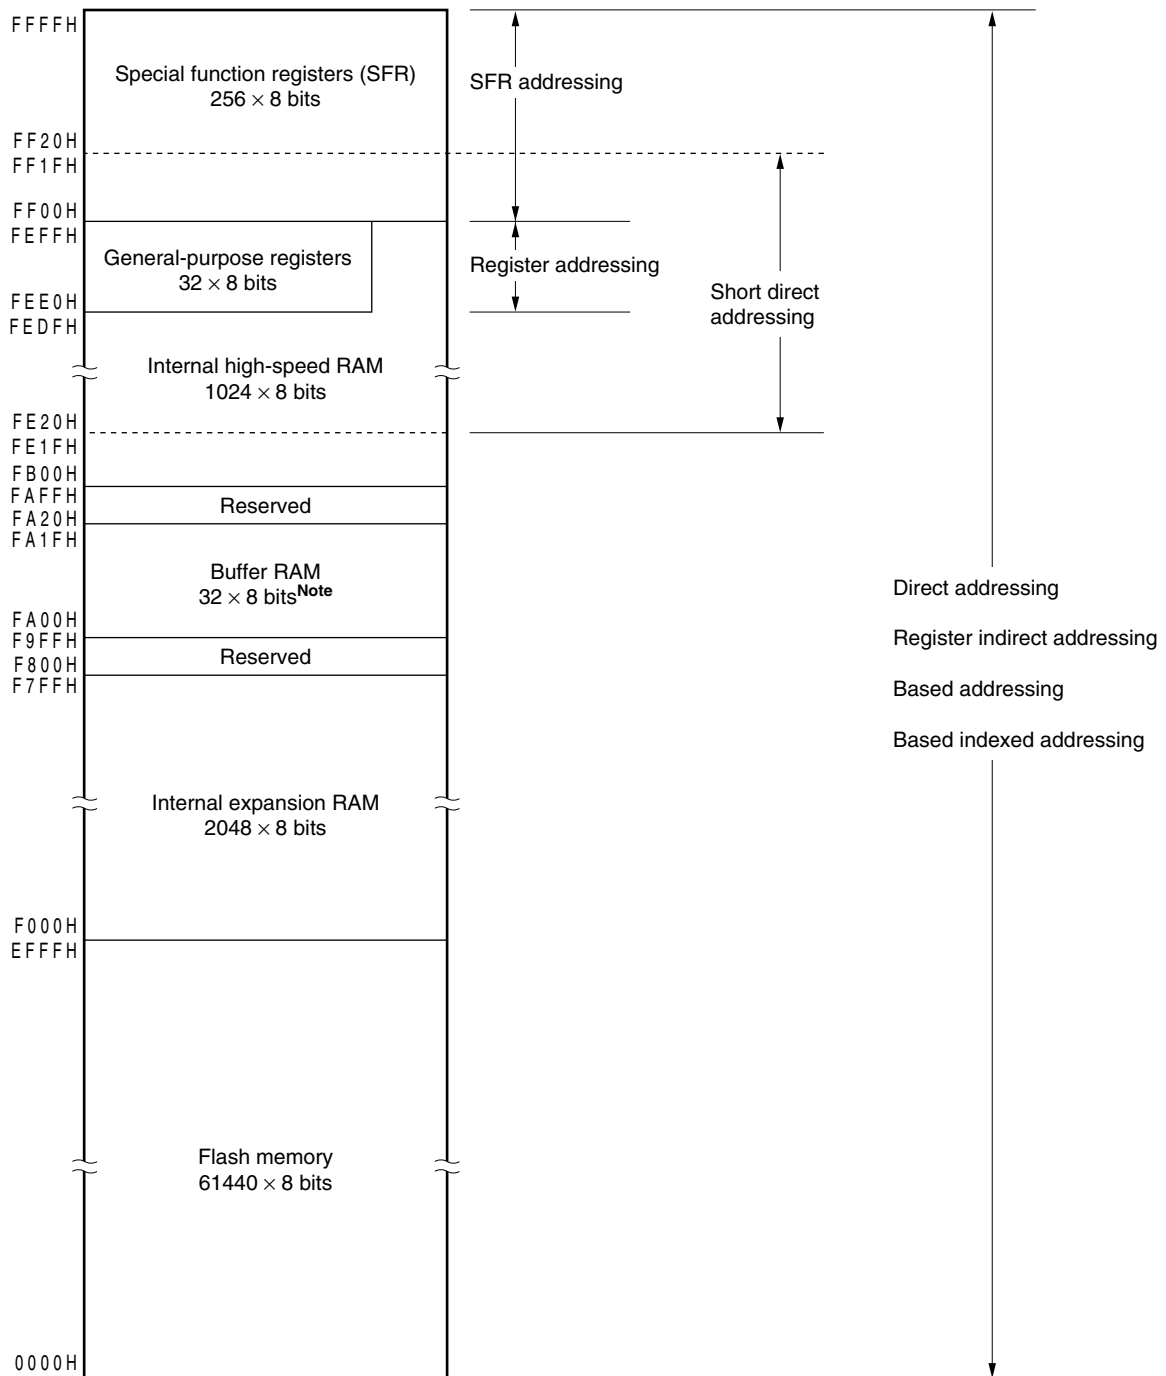 FFFFH
Special function registers (SFR)
256 × 8 bits
SFR addressing
FF20H
FF1FH
FF00H
FEFFH
General-purpose registers
32 × 8 bits
Register addressing
Short direct
addressing
FEE0H
FEDFH
Internal high-speed RAM
1024 × 8 bits
FE20H
FE1FH
FB00H
FAFFH
Reserved
FA20H
FA1FH
Buffer RAM
32 × 8 bitsNote
Direct addressing
Register indirect addressing
Based addressing
Based indexed addressing
FA00H
F9FFH
Reserved
F800H
F7FFH
Internal expansion RAM
2048 × 8 bits
F000H
EFFFH
Flash memory
61440 × 8 bits
0000H